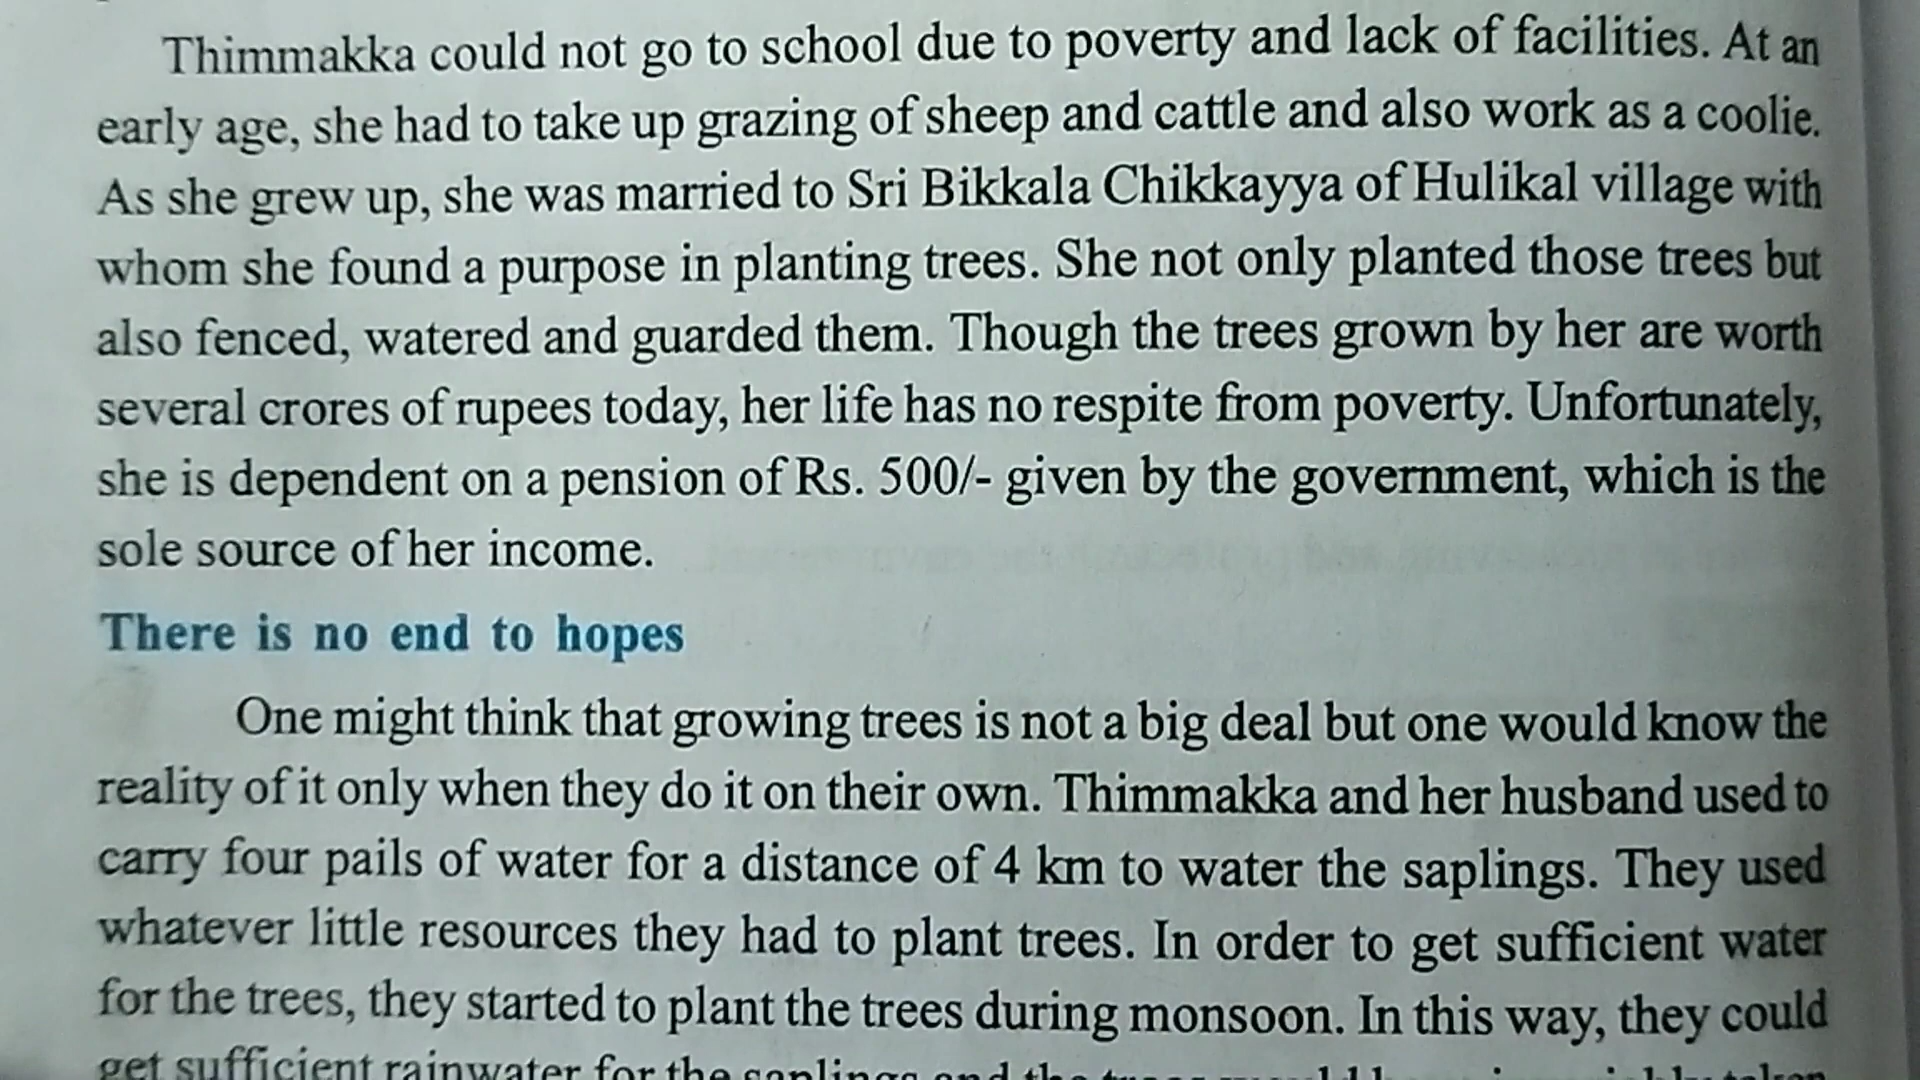 Thimmakka could not go to school due to poverty and lack of facilities. At an
early age, she had to take up grazing of sheep and cattle and also work as a coolie.
As she grew up, she was married to Sri Bikkala Chikkayya of Hulikal village with
whom she found a purpose in planting trees. She not only planted those trees but
also fenced, watered and guarded them. Though the trees grown by her are worth
several crores of rupees today, her life has no respite from poverty. Unfortunately,
she is dependent on a pension of Rs. 500/- given by the government, which is the
sole source of her income.
There is no end to hopes
One might think that growing trees is not a big deal but one would know the
reality of it only when they do it on their own. Thimmakka and her husband used to
carry four pails of water for a distance of 4 km to water the saplings. They used
whatever little resources they had to plant trees. In order to get sufficient water
for the trees, they started to plant the trees during monsoon. In this way, they could
get sufficient rainwater for the saplings and the trees